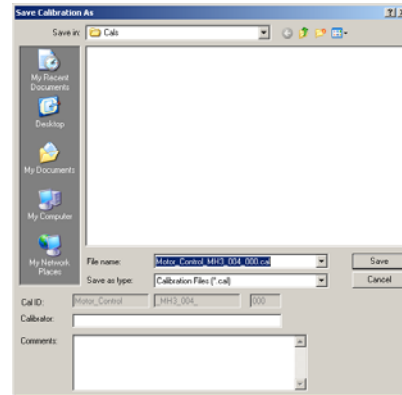 Save Calibration As
Save in: Cals
My Recent
Documents
Desktop
My Documents
My Computer
My Network
Places
File name: Motor_Control_MH3_004_000.cal
Save
Save as type: Calibration Files (*.cal)
Cancel
Cal ID: Motor_Control _MH3_004_ 000
Calibrator:
Comments: